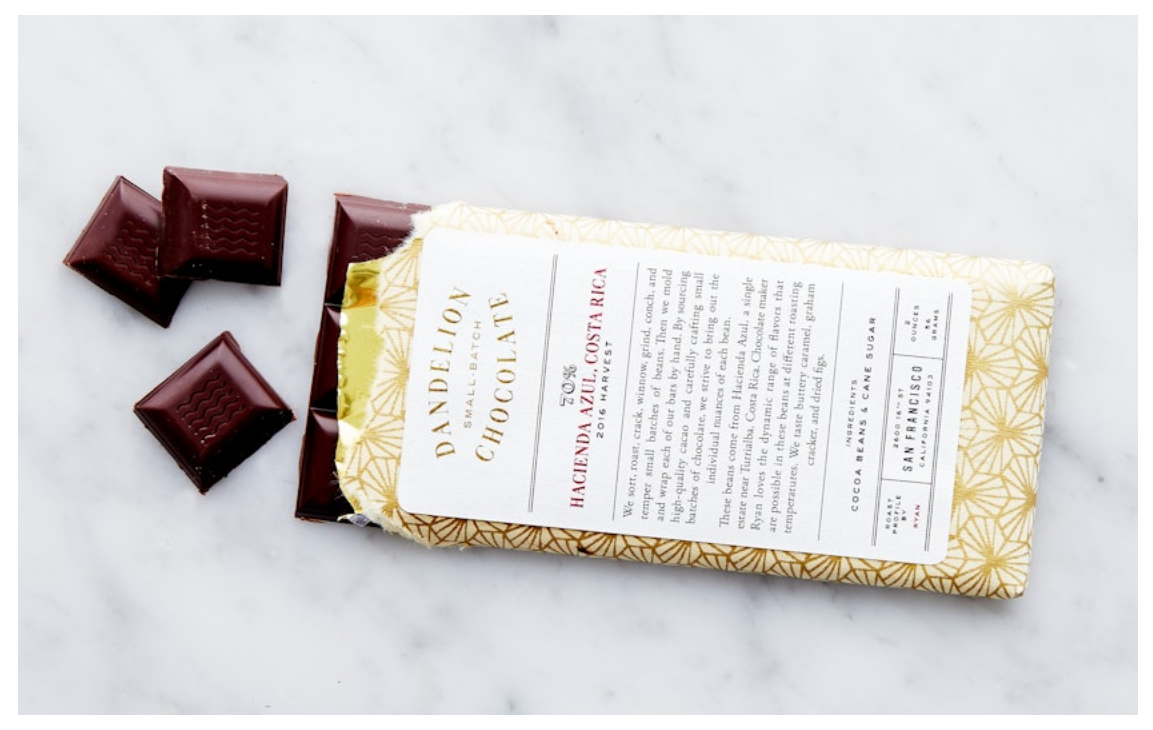 DANDELION
SMALL-BATCH
CHOCOLATE
70%
HACIENDA AZUL, COSTA RICA
2016 HARVEST
We sort, roast, crack, winnow, grind, conch, and
temper small batches of beans. Then we mold
and wrap each of our bars by hand. By sourcing
high-quality cacao and carefully crafting small
batches of chocolate, we strive to bring out the
individual nuances of each bean.
These beans come from Hacienda Azul, a single
estate near Turrialba, Costa Rica. Chocolate maker
Ryan loves the dynamic range of flavors that
are possible in these beans at different roasting
temperatures. We taste buttery caramel, graham
cracker, and dried figs.
INGREDIENTS
COCOA BEANS & CANE SUGAR
ROAST
PROFILE
BY
RYAN
2600 16TH ST
SAN FRANCISCO
CALIFORNIA 94103
2
OUNCES
56
GRAMS